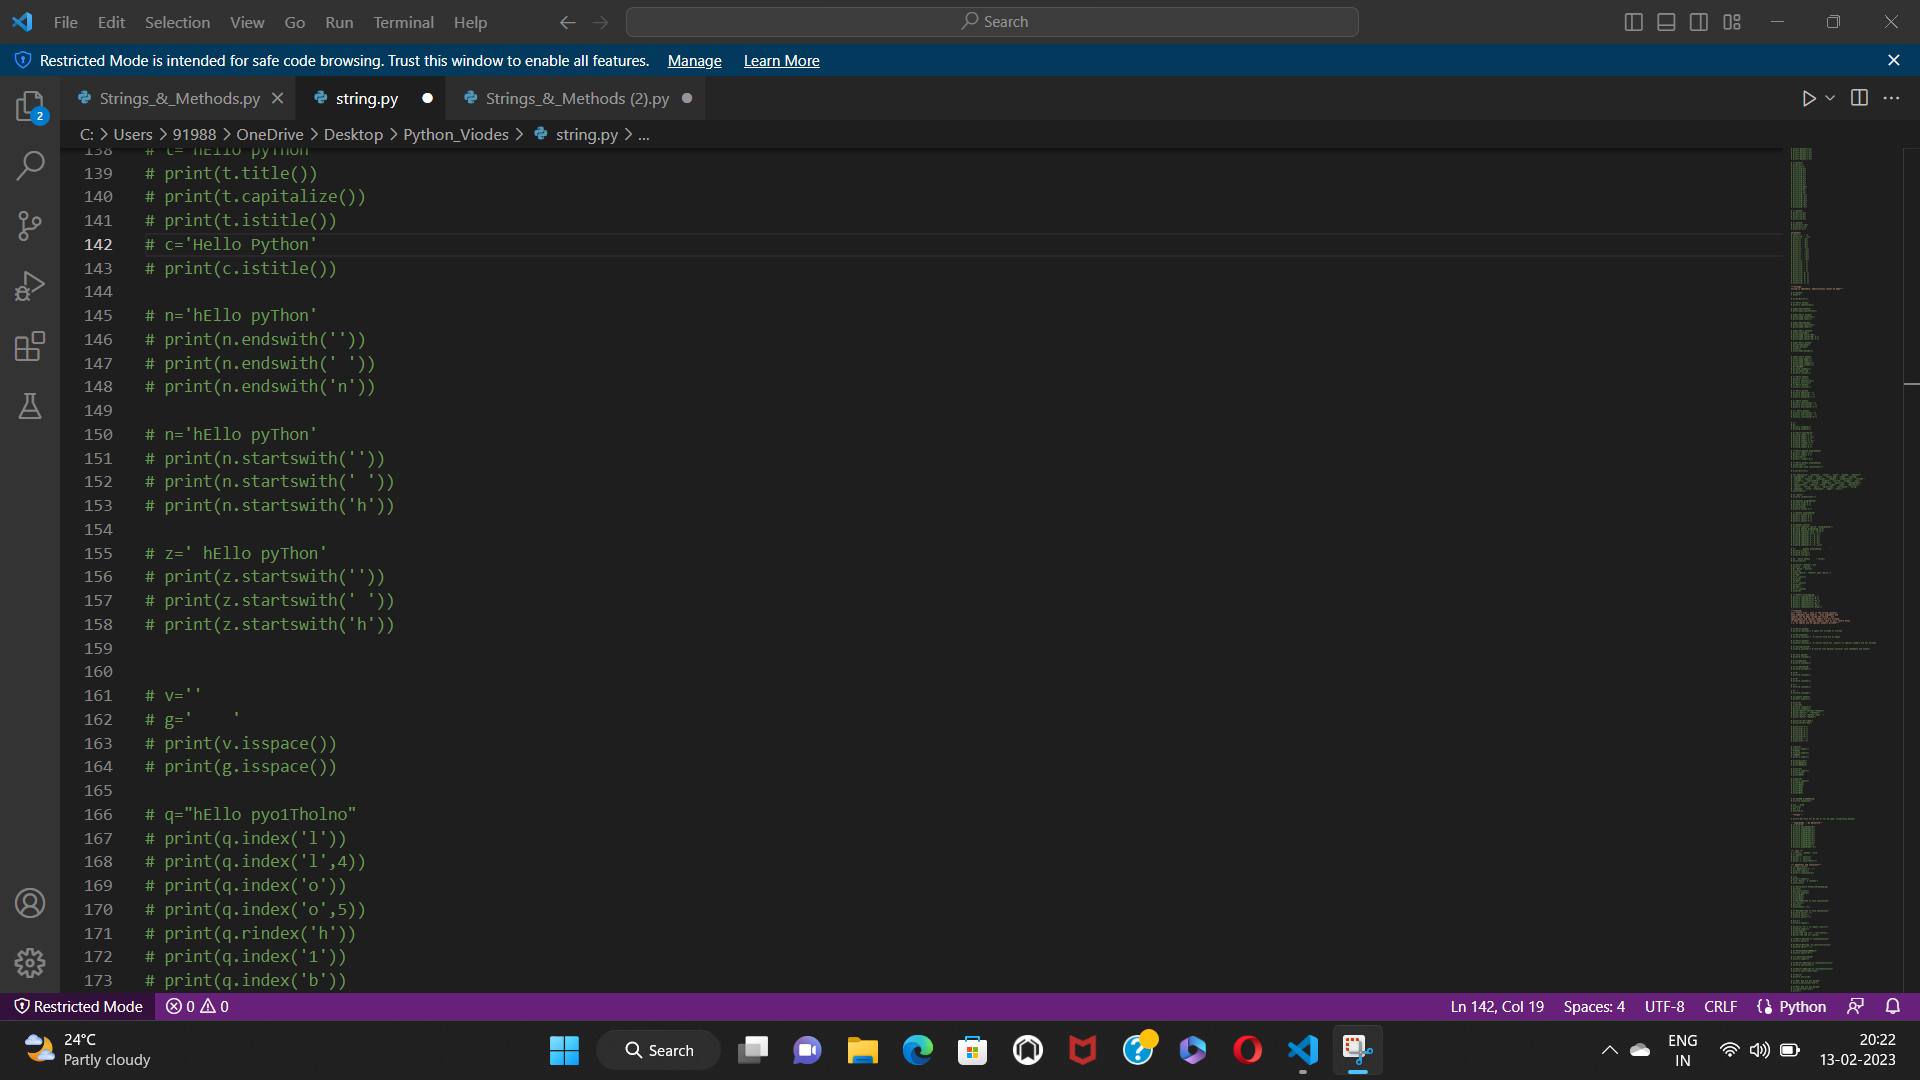 File Edit Selection View Go Run Terminal Help Search
Restricted Mode is intended for safe code browsing. Trust this window to enable all features. Manage Learn More
2 Strings_&_Methods.py string.py Strings_&_Methods (2).py
C: > Users > 91988 > OneDrive > Desktop > Python_Viodes > string.py > ...
138 # t='hEllo pyThon'
139 # print(t.title())
140 # print(t.capitalize())
141 # print(t.istitle())
142 # c='Hello Python'
143 # print(c.istitle())
144
145 # n='hEllo pyThon'
146 # print(n.endswith(''))
147 # print(n.endswith(' '))
148 # print(n.endswith('n'))
149
150 # n='hEllo pyThon'
151 # print(n.startswith(''))
152 # print(n.startswith(' '))
153 # print(n.startswith('h'))
154
155 # z=' hEllo pyThon'
156 # print(z.startswith(''))
157 # print(z.startswith(' '))
158 # print(z.startswith('h'))
159
160
161 # v=''
162 # g='    '
163 # print(v.isspace())
164 # print(g.isspace())
165
166 # q="hEllo pyo1Tholno"
167 # print(q.index('l'))
168 # print(q.index('l',4))
169 # print(q.index('o'))
170 # print(q.index('o',5))
171 # print(q.rindex('h'))
172 # print(q.index('1'))
173 # print(q.index('b'))
Restricted Mode 0 0 Ln 142, Col 19 Spaces: 4 UTF-8 CRLF Python
24°C
Partly cloudy
Search
ENG
IN
20:22
13-02-2023